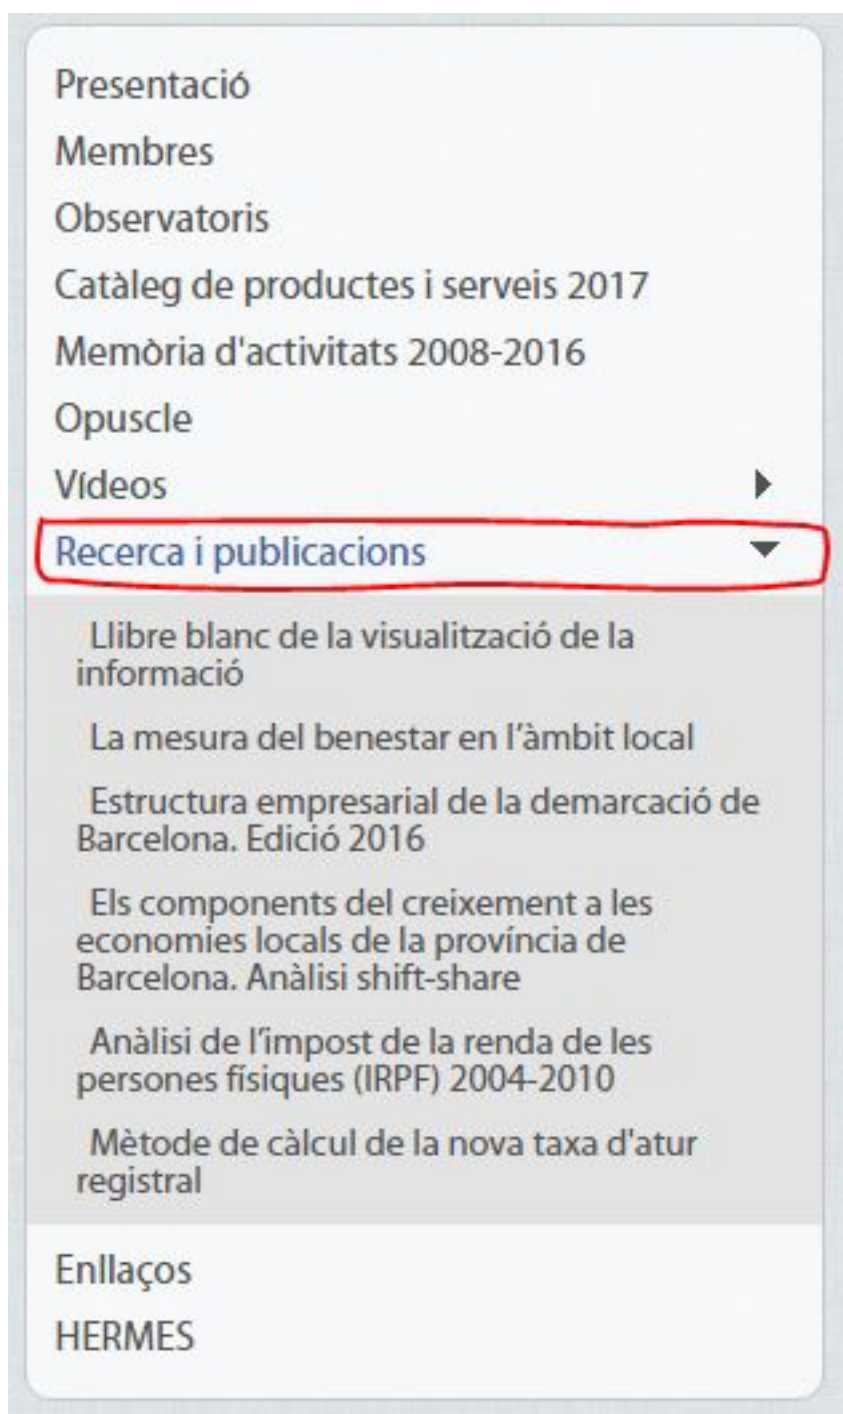 Presentació
Membres
Observatoris
Catàleg de productes i serveis 2017
Memòria d'activitats 2008-2016
Opuscle
Vídeos
Recerca i publicacions
Llibre blanc de la visualització de la
informació
La mesura del benestar en l’àmbit local
Estructura empresarial de la demarcació de
Barcelona. Edició 2016
Els components del creixement a les
economies locals de la província de
Barcelona. Anàlisi shift-share
Anàlisi de l’impost de la renda de les
persones físiques (IRPF) 2004-2010
Mètode de càlcul de la nova taxa d'atur
registral
Enllaços
HERMES